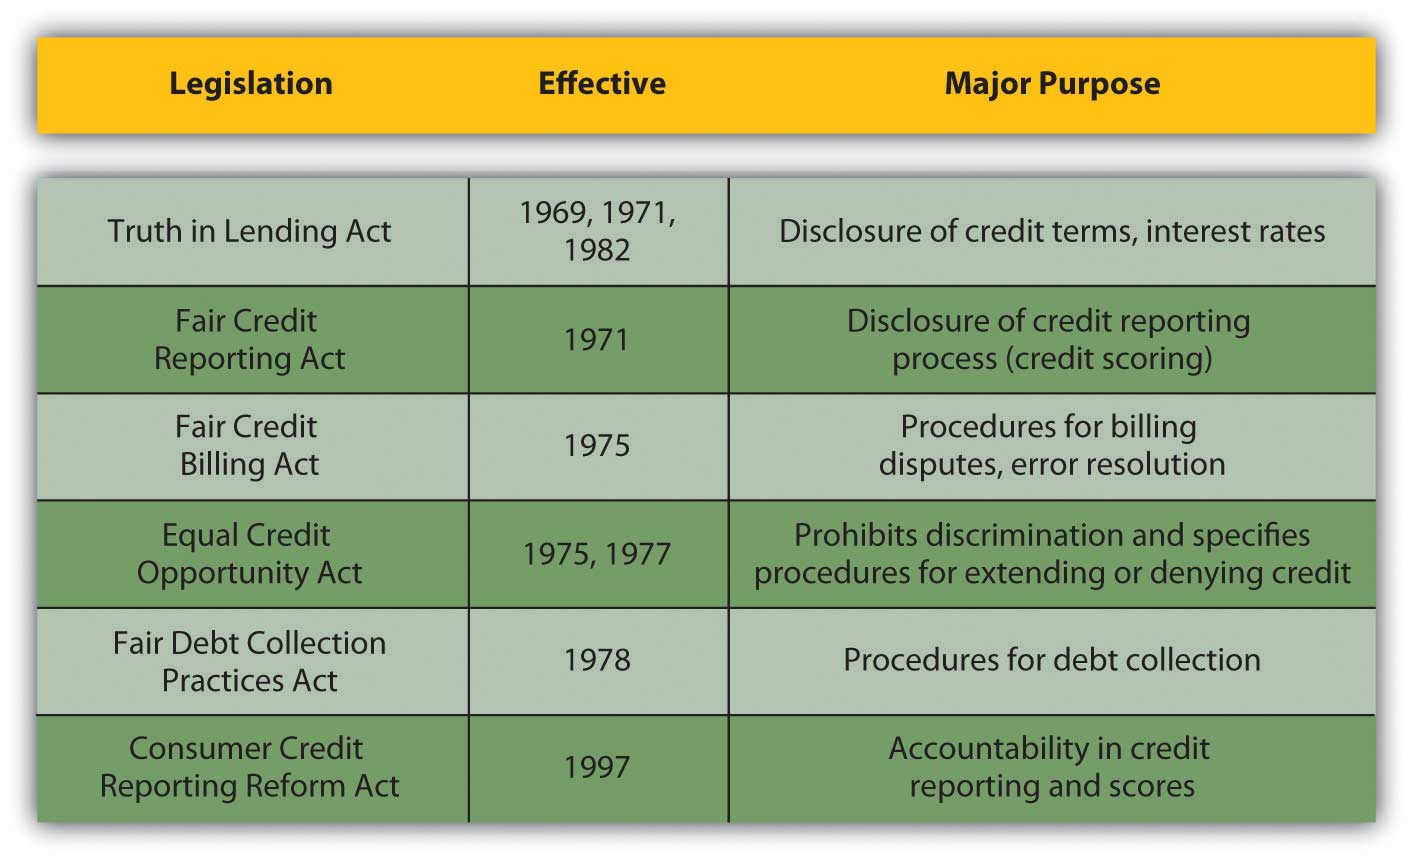 Legislation Effective Major Purpose
Truth in Lending Act
1969, 1971,
1982
Disclosure of credit terms, interest rates
Fair Credit
Reporting Act
1971
Disclosure of credit reporting
process (credit scoring)
Fair Credit
Billing Act
1975
Procedures for billing
disputes, error resolution
Equal Credit
Opportunity Act
1975, 1977
Prohibits discrimination and specifies
procedures for extending or denying credit
Fair Debt Collection
Practices Act
1978
Procedures for debt collection
Consumer Credit
Reporting Reform Act
1997
Accountability in credit
reporting and scores